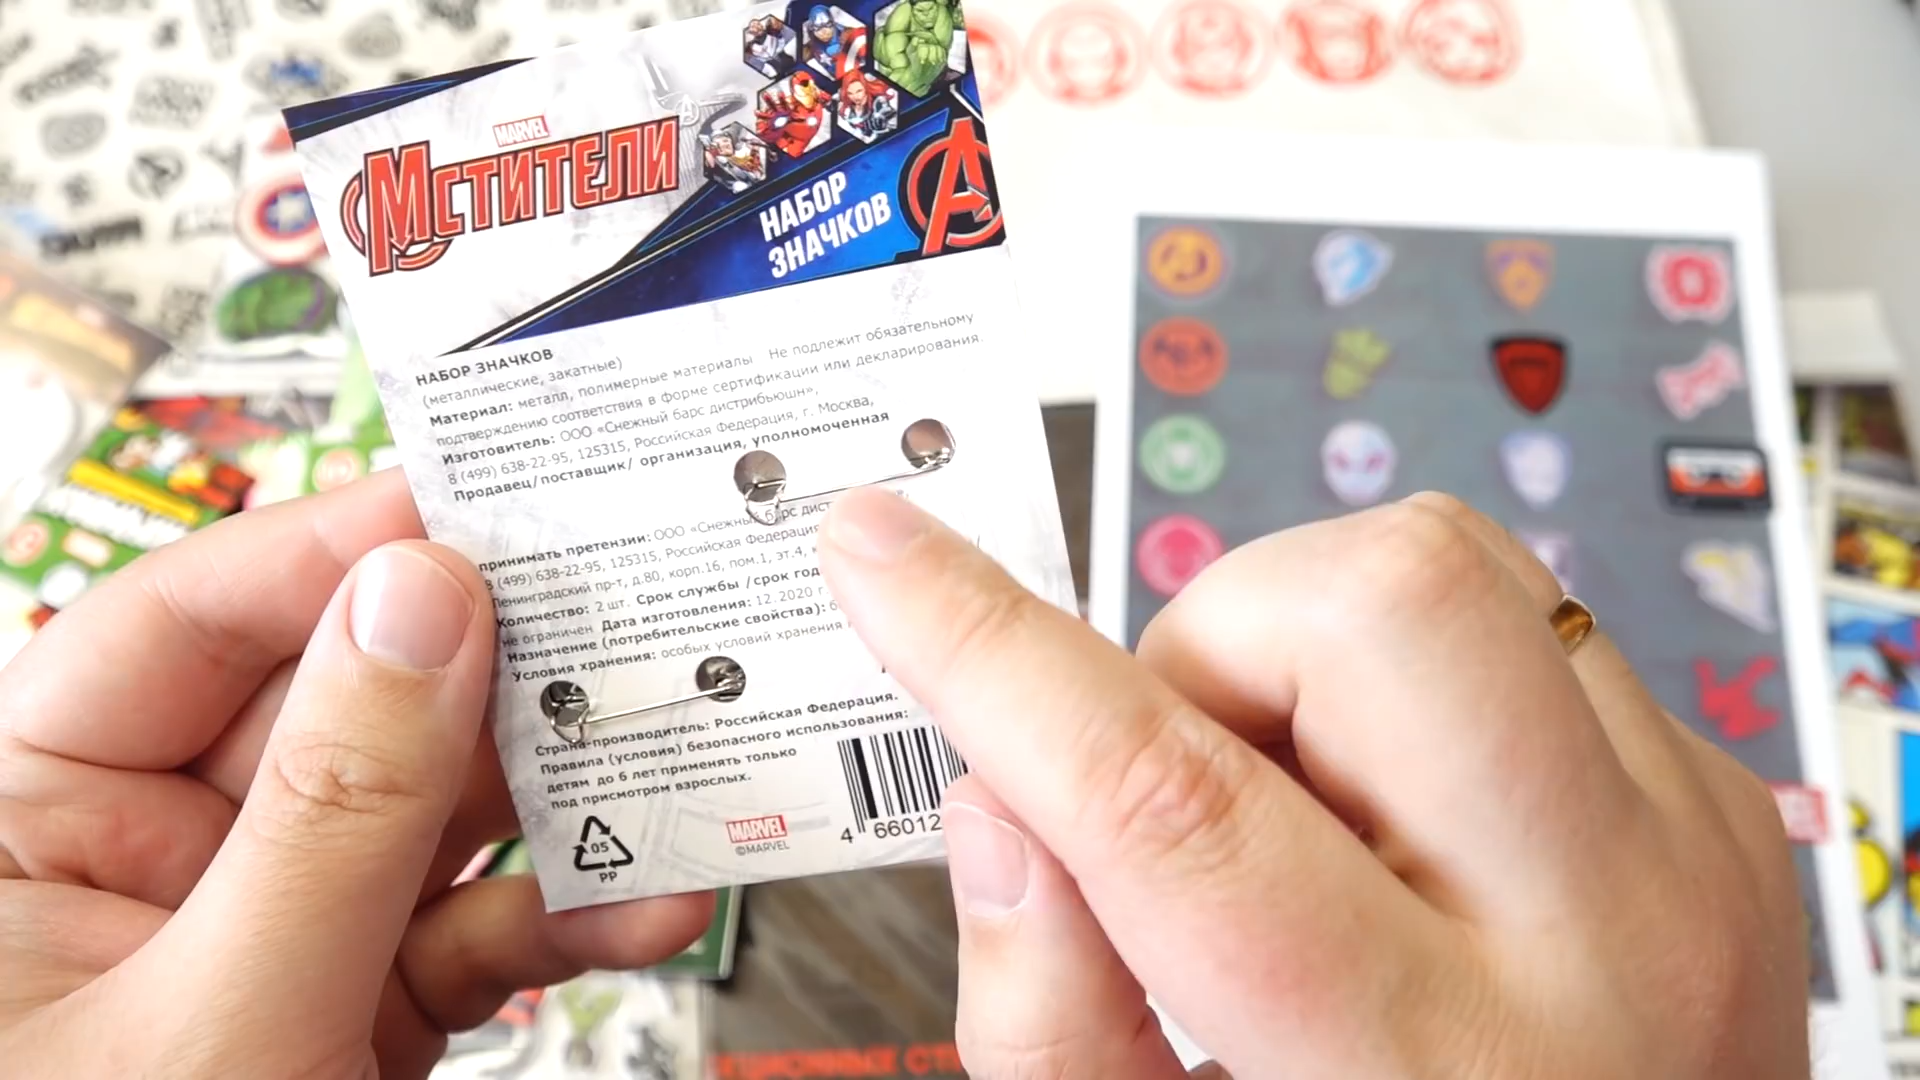 MARVEL
МСТИТЕЛИ
НАБОР
ЗНАЧКОВ
НАБОР ЗНАЧКОВ
(металлические, закатные)
Материал: металл, полимерные материалы Не подлежит обязательному
подтверждению соответствия в форме сертификации или декларирования.
Изготовитель: ООО «Снежный барс дистрибьюшн»,
8 (499) 638-22-95, 125315, Российская Федерация, г. Москва,
Продавец/поставщик/ организация, уполномоченная
принимать претензии: ООО «Снежный барс
8 (499) 638-22-95, 125315, Российская Федерация
Ленинградский пр-т, д.80, корп.16, пом.1, эт.4,
Количество: 2 шт. Срок службы /срок
не ограничен Дата изготовления: 12.2020 г.
Назначение (потребительские свойства):
Условия хранения: особых условий хранения
Страна-производитель: Российская Федерация.
Правила (условия) безопасного использования:
детям до 6 лет применять только
под присмотром взрослых.
05
PP
MARVEL
©MARVEL
4 66012